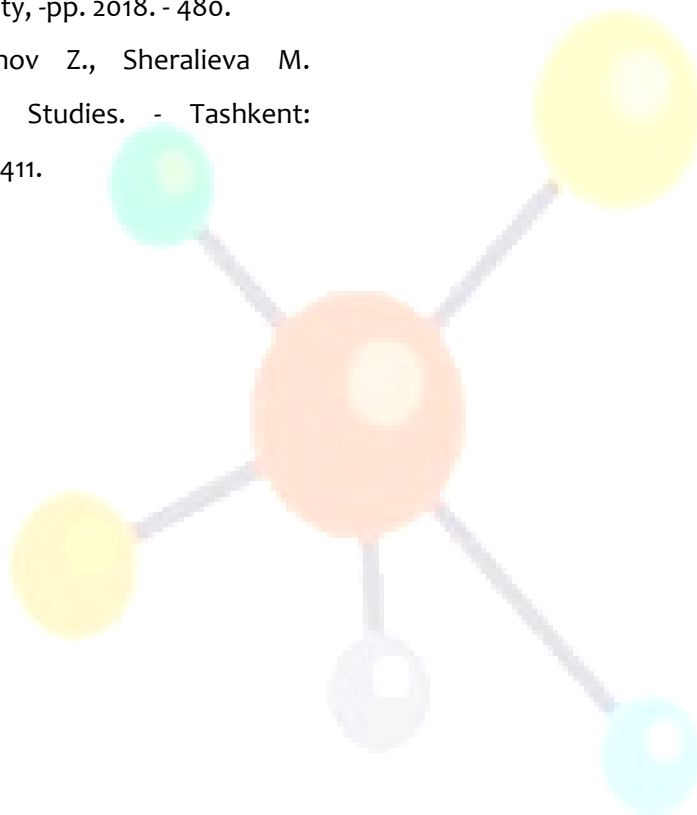 ty, -pp. 2018. - 480.
nov Z., Sheralieva M.
Studies. - Tashkent:
411.